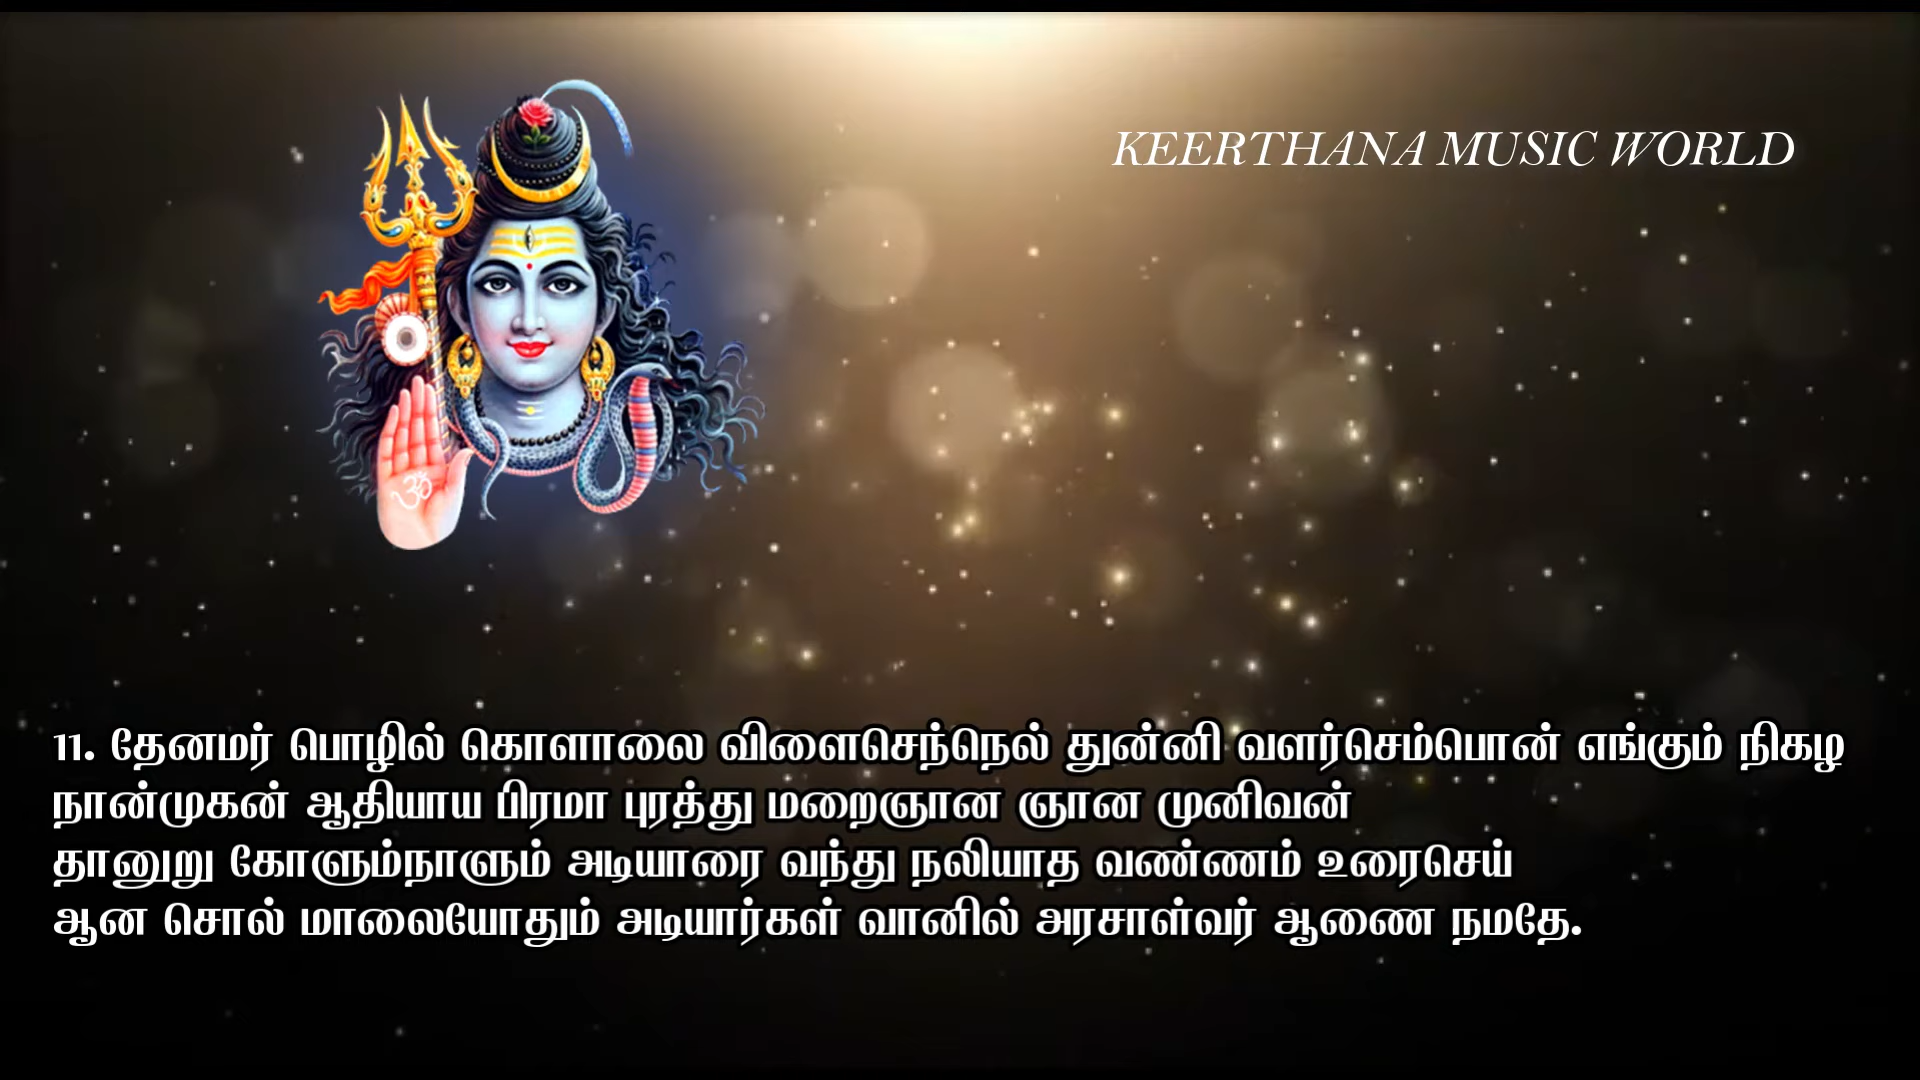 KEERTHANA MUSIC WORLD
11. தேனமர் பொழில் கொளாலை விளைசெந்நெல் துன்னி வளர்செம்பொன் எங்கும் நிகழ
நான்முகன் ஆதியாய பிரமா புரத்து மறைஞான ஞான முனிவன்
தானுறு கோளும்நாளும் அடியாரை வந்து நலியாத வண்ணம் உரைசெய்
ஆன சொல் மாலையோதும் அடியார்கள் வானில் அரசாள்வர் ஆணை நமதே.
ॐ